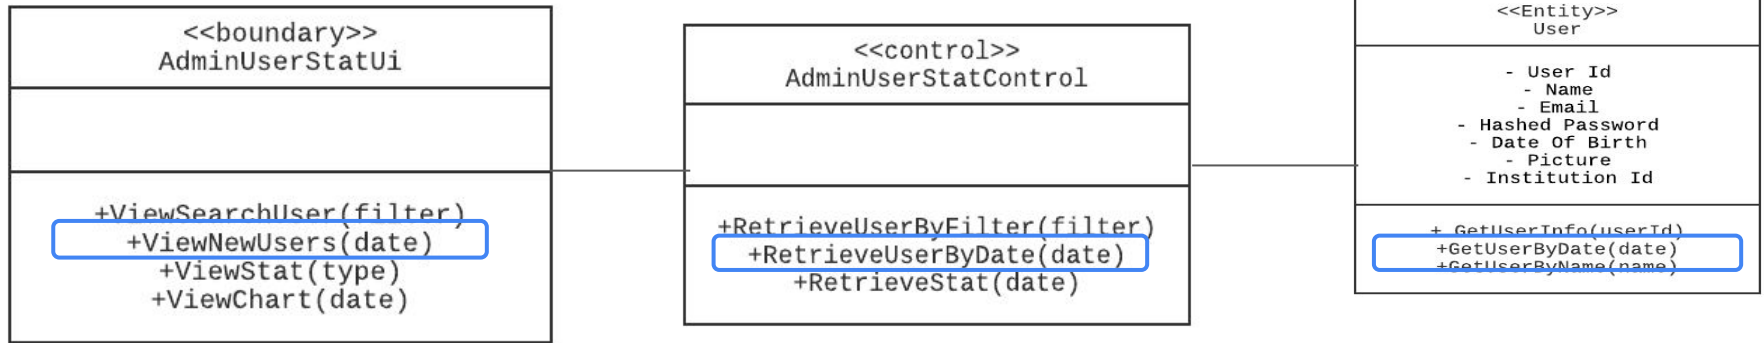 <<boundary>>
AdminUserStatUi
+ViewSearchUser(filter)
+ViewNewUsers(date)
+ViewStat(type)
+ViewChart(date)
<<control>>
AdminUserStatControl
+RetrieveUserByFilter(filter)
+RetrieveUserByDate(date)
+RetrieveStat(date)
<<Entity>>
User
- User Id
- Name
- Email
- Hashed Password
- Date Of Birth
- Picture
- Institution Id
+ GetUserInfo(userId)
+GetUserByDate(date)
+GetUserByName(name)